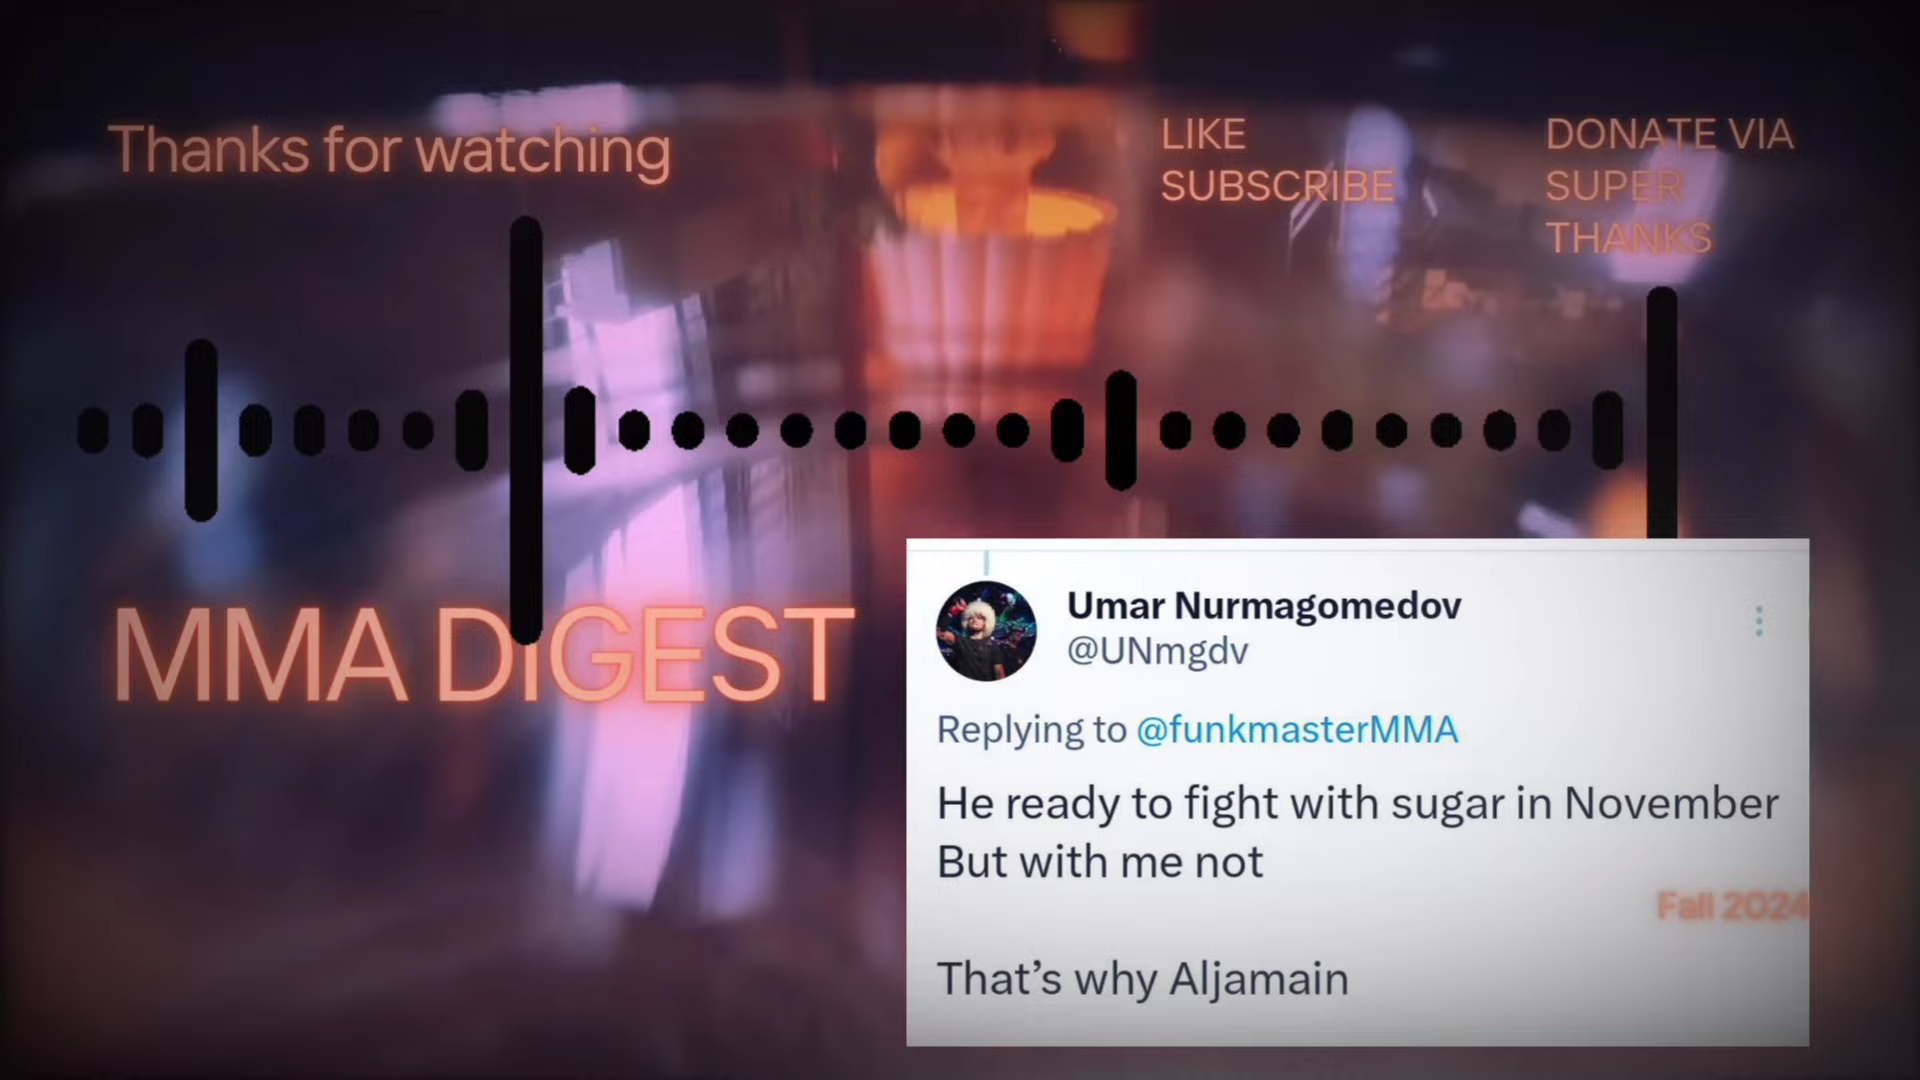 Thanks for watching
LIKE
SUBSCRIBE
DONATE VIA
SUPER
THANKS
MMA DIGEST
Umar Nurmagomedov
@UNmgdv
Replying to @funkmasterMMA
He ready to fight with sugar in November
But with me not
Fall 2024
That’s why Aljamain